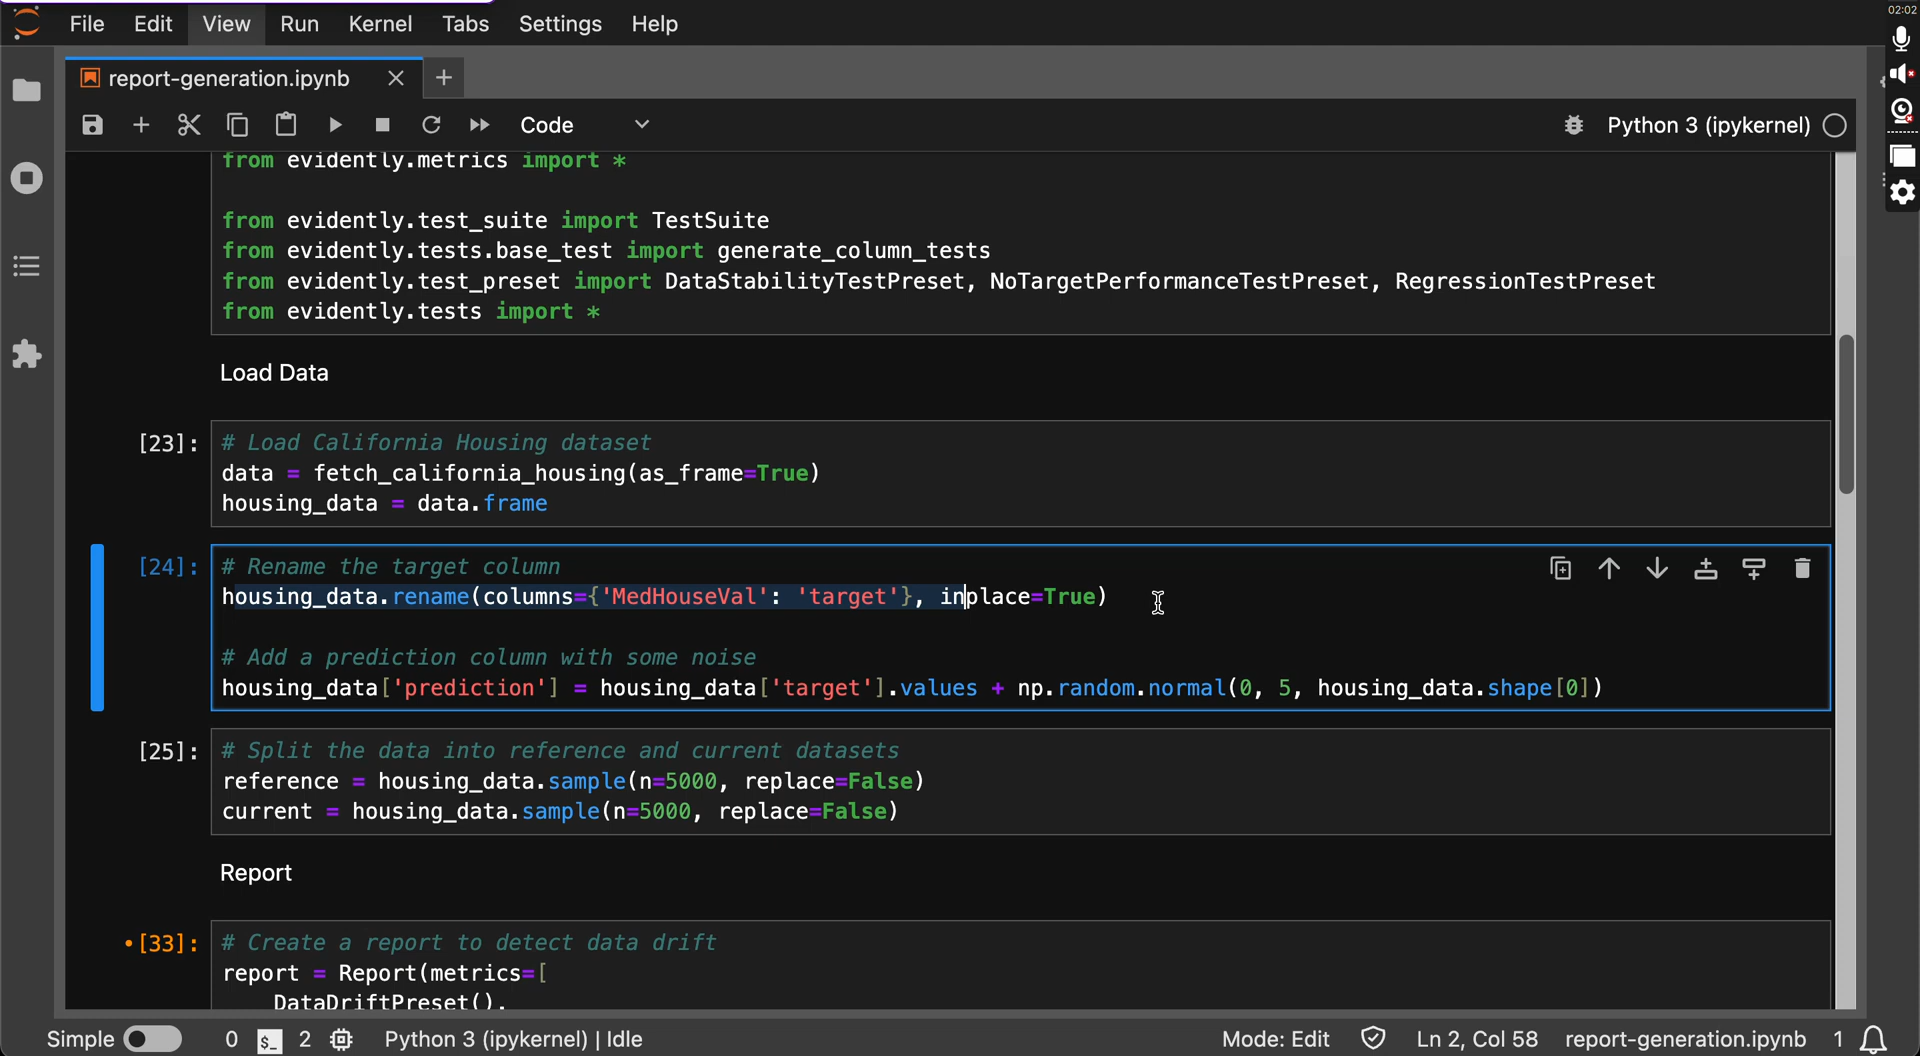 File Edit View Run Kernel Tabs Settings Help
02:02
report-generation.ipynb
Code
Python 3 (ipykernel)
from evidently.metrics import *
from evidently.test_suite import TestSuite
from evidently.tests.base_test import generate_column_tests
from evidently.test_preset import DataStabilityTestPreset, NoTargetPerformanceTestPreset, RegressionTestPreset
from evidently.tests import *
Load Data
[23]: # Load California Housing dataset
data = fetch_california_housing(as_frame=True)
housing_data = data.frame
[24]: # Rename the target column
housing_data.rename(columns={'MedHouseVal': 'target'}, inplace=True)
# Add a prediction column with some noise
housing_data['prediction'] = housing_data['target'].values + np.random.normal(0, 5, housing_data.shape[0])
[25]: # Split the data into reference and current datasets
reference = housing_data.sample(n=5000, replace=False)
current = housing_data.sample(n=5000, replace=False)
Report
•[33]: # Create a report to detect data drift
report = Report(metrics=[
DataDriftPreset(),
Simple 0 $_ 2 Python 3 (ipykernel) | Idle Mode: Edit Ln 2, Col 58 report-generation.ipynb 1